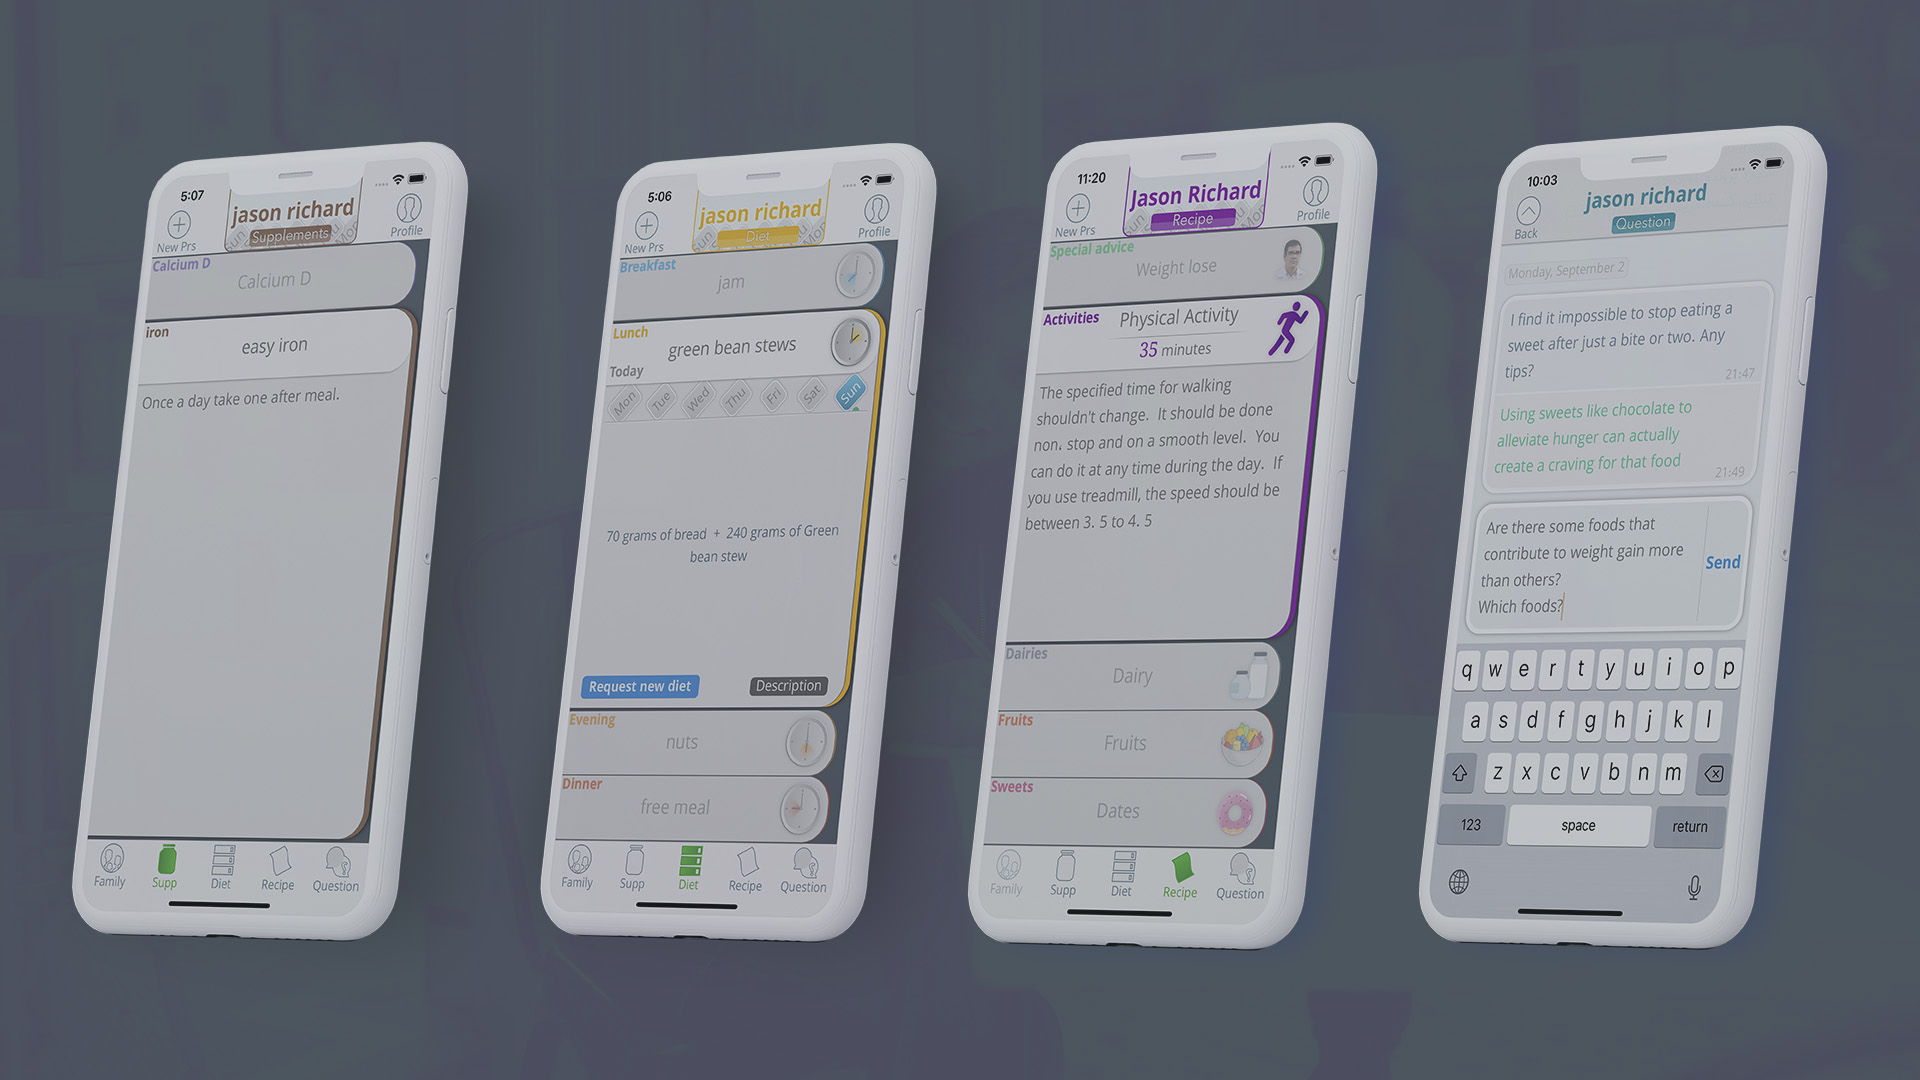 5:07
New Prs
jason richard
Supplements
Profile
Calcium D
Calcium D
iron
easy iron
Once a day take one after meal.
Family
Supp
Diet
Recipe
Question
5:06
New Prs
jason richard
Diet
Profile
Breakfast
jam
Lunch
green bean stews
Today
Mon
Tue
Wed
Thu
Fri
Sat
Sun
70 grams of bread + 240 grams of Green
bean stew
Request new diet
Description
Evening
nuts
Dinner
free meal
Family
Supp
Diet
Recipe
Question
11:20
New Prs
Jason Richard
Recipe
Profile
Special advice
Weight lose
Activities
Physical Activity
35 minutes
The specified time for walking
shouldn't change. It should be done
non. stop and on a smooth level. You
can do it at any time during the day. If
you use treadmill, the speed should be
between 3. 5 to 4. 5
Dairies
Dairy
Fruits
Fruits
Sweets
Dates
Family
Supp
Diet
Recipe
Question
10:03
Back
jason richard
Question
Monday, September 2
I find it impossible to stop eating a
sweet after just a bite or two. Any
tips?
21:47
Using sweets like chocolate to
alleviate hunger can actually
create a craving for that food
21:49
Are there some foods that
contribute to weight gain more
than others?
Which foods?
Send
q w e r t y u i o p
a s d f g h j k l
z x c v b n m
123
space
return